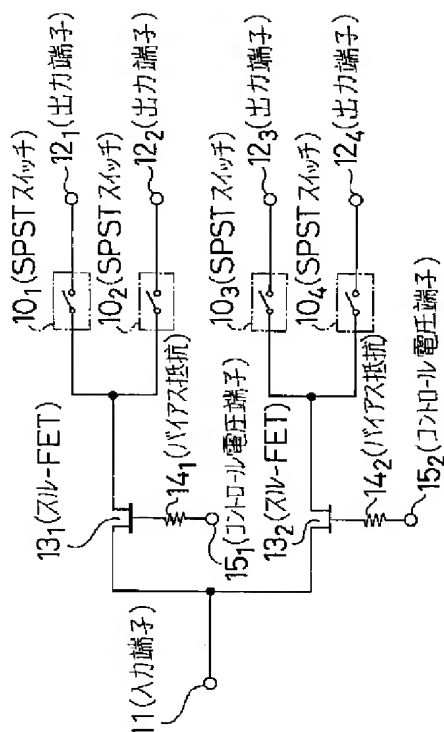 11(入力端子)
13₁(スルーFET)
14₁(バイアス抵抗)
15₁(コントロール電圧端子)
10₁(SPSTスイッチ)
12₁(出力端子)
10₂(SPSTスイッチ)
12₂(出力端子)
13₂(スルーFET)
14₂(バイアス抵抗)
15₂(コントロール電圧端子)
10₃(SPSTスイッチ)
12₃(出力端子)
10₄(SPSTスイッチ)
12₄(出力端子)